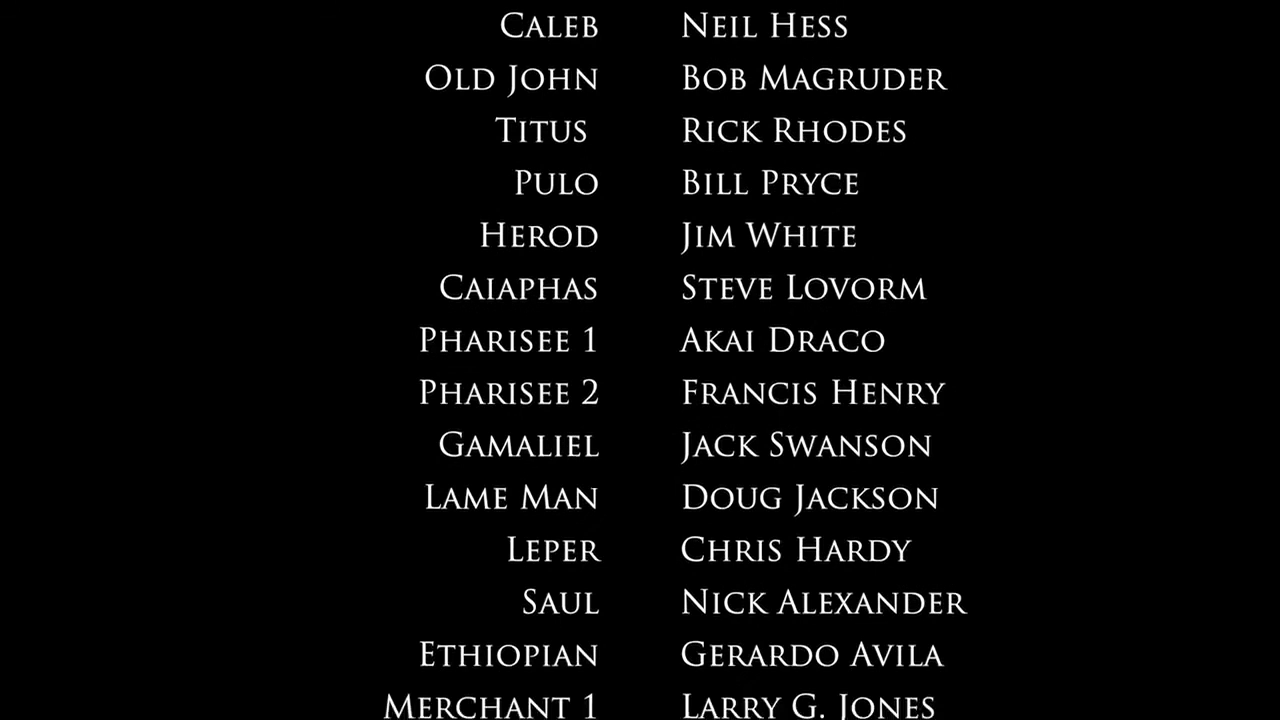 Caleb Neil Hess
Old John Bob Magruder
Titus Rick Rhodes
Pulo Bill Pryce
Herod Jim White
Caiaphas Steve Lovorm
Pharisee 1 Akai Draco
Pharisee 2 Francis Henry
Gamaliel Jack Swanson
Lame Man Doug Jackson
Leper Chris Hardy
Saul Nick Alexander
Ethiopian Gerardo Avila
Merchant 1 Larry G. Jones